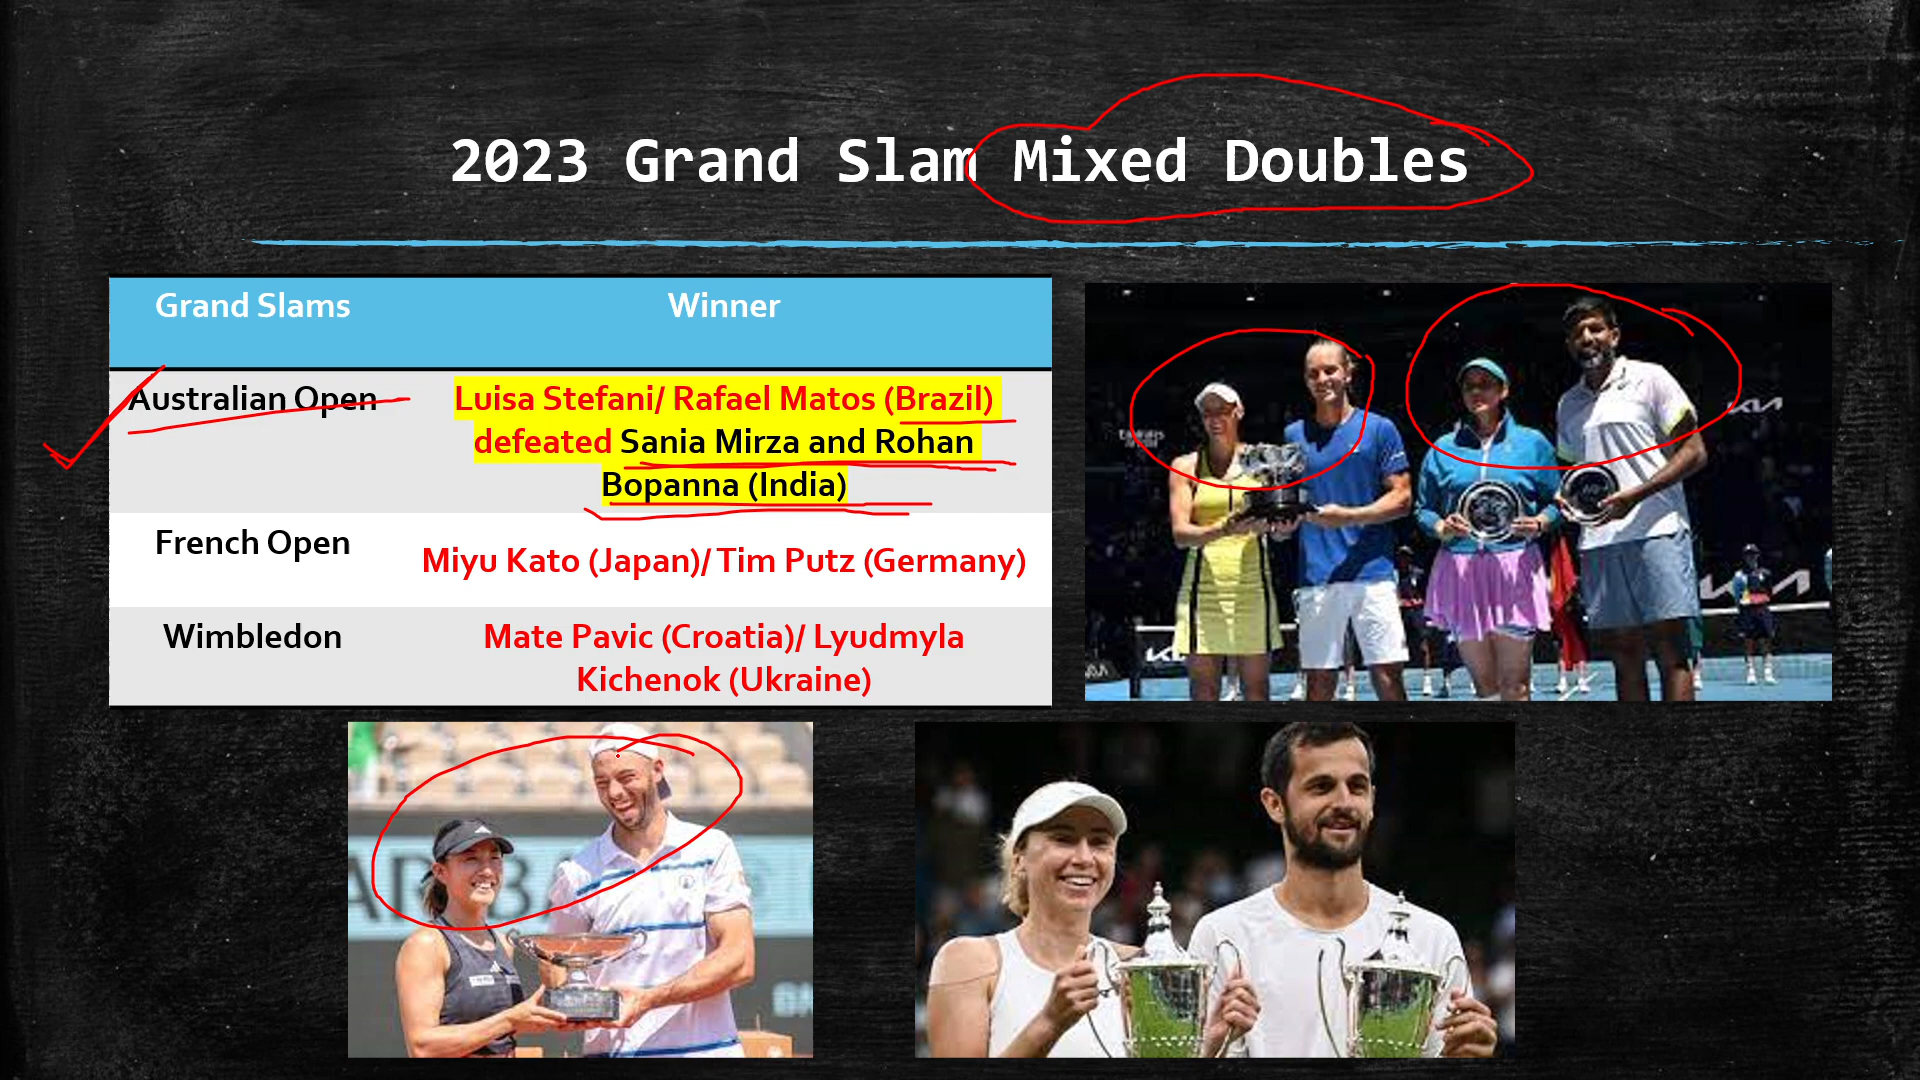 2023 Grand Slam Mixed Doubles
Grand Slams Winner
Australian Open
Luisa Stefani/ Rafael Matos (Brazil)
defeated Sania Mirza and Rohan
Bopanna (India)
French Open
Miyu Kato (Japan)/ Tim Putz (Germany)
Wimbledon
Mate Pavic (Croatia)/ Lyudmyla
Kichenok (Ukraine)